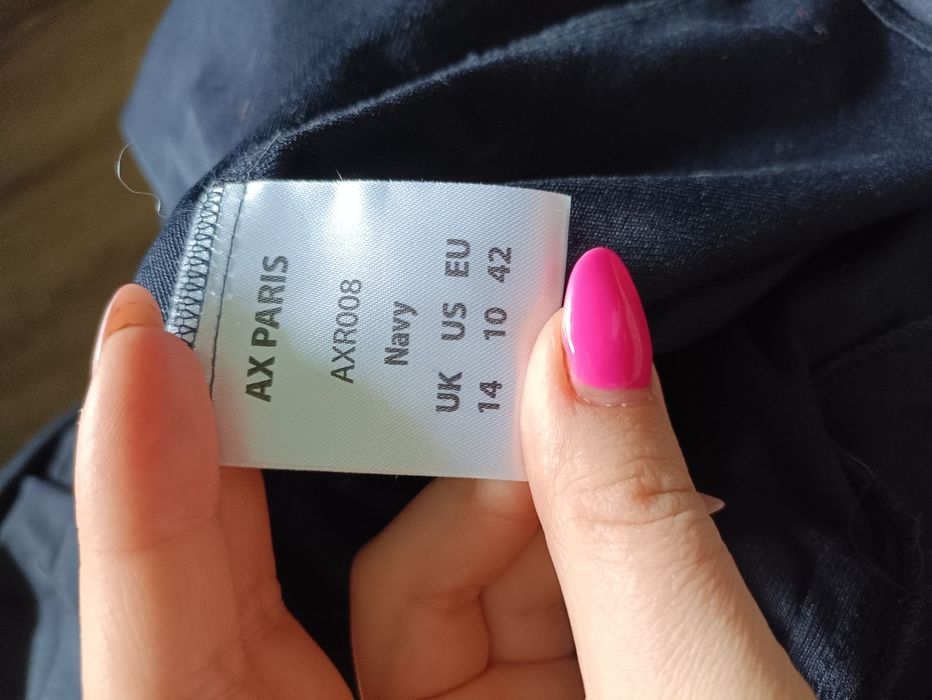 AX PARIS
AXR008
Navy
UK US EU
14 10 42